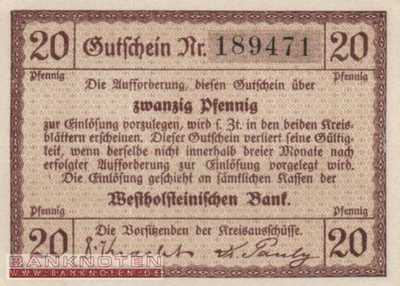 20 Gutschein Nr. 189471 20
Pfennig Pfennig
Die Aufforderung, diesen Gutschein über
zwanzig Pfennig
zur Einlösung vorzulegen, wird s. Zt. in den beiden Kreis-
blättern erscheinen. Dieser Gutschein verliert seine Gültig-
keit, wenn derselbe nicht innerhalb dreier Monate nach
erfolgter Aufforderung zur Einlösung vorgelegt wird.
Die Einlösung geschieht an sämtlichen Kassen der
Westholsteinischen Bank.
Pfennig Pfennig
20 Die Vorsitzenden der Kreisausschüsse. 20
Pauly
BANKNOTEN
BANKNOTEN.DE